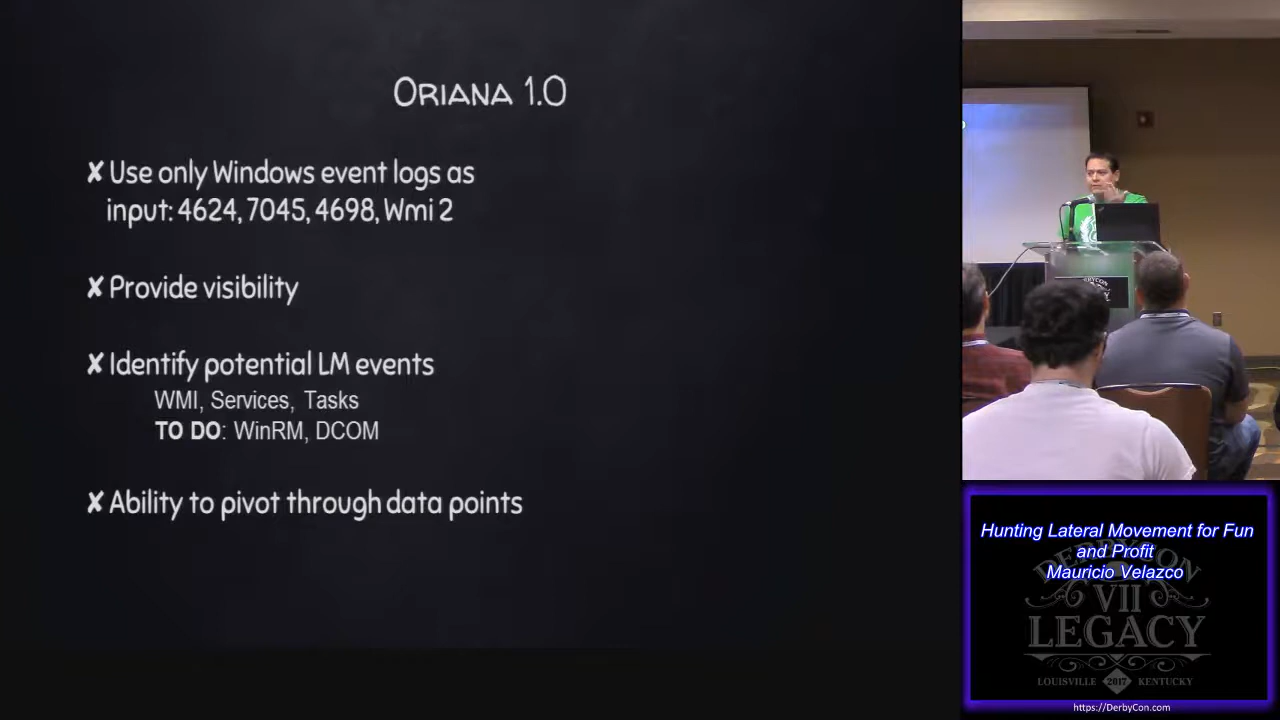 ORIANA 1.0
✘ Use only Windows event logs as
input: 4624, 7045, 4698, Wmi 2
✘ Provide visibility
✘ Identify potential LM events
WMI, Services, Tasks
TO DO: WinRM, DCOM
✘ Ability to pivot through data points
Hunting Lateral Movement for Fun
and Profit
Mauricio Velazco
DERBYCON
VII
LEGACY
LOUISVILLE 2017 KENTUCKY
https://DerbyCon.com